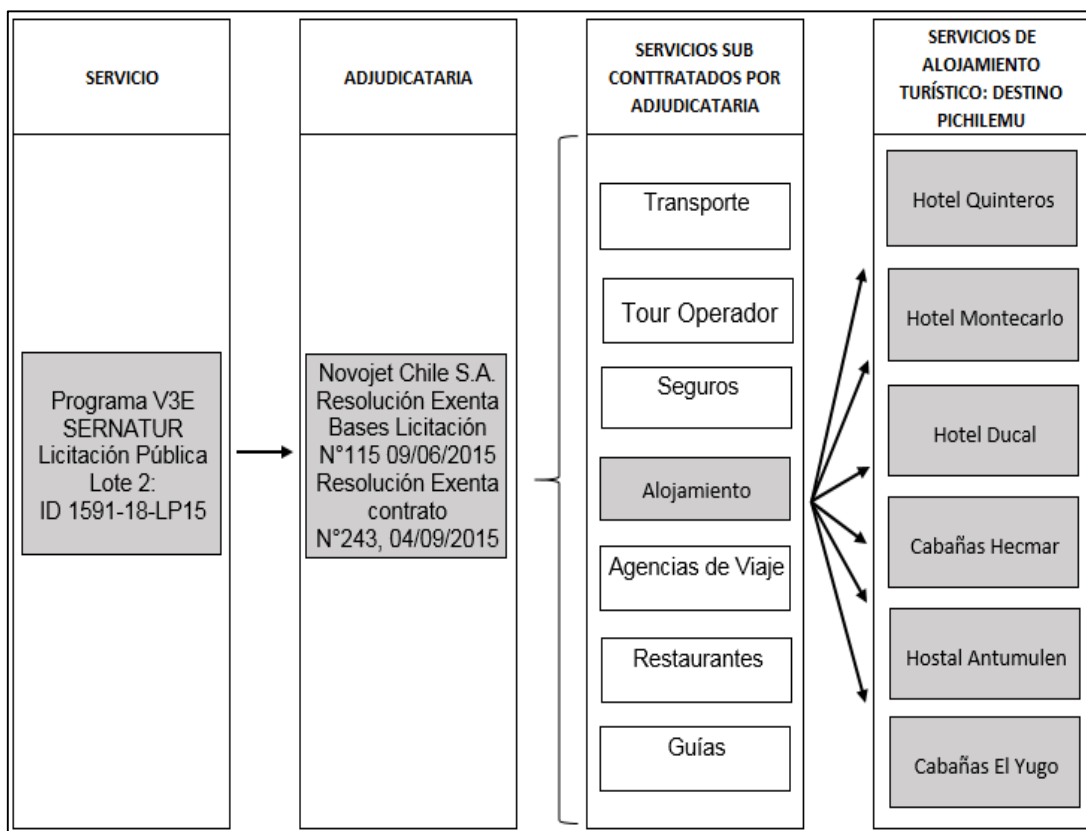 SERVICIO
ADJUDICATARIA
SERVICIOS SUB
CONTTRATADOS POR
ADJUDICATARIA
SERVICIOS DE
ALOJAMIENTO
TURÍSTICO: DESTINO
PICHILEMU
Programa V3E
SERNATUR
Licitación Pública
Lote 2:
ID 1591-18-LP15
Novojet Chile S.A.
Resolución Exenta
Bases Licitación
N°115 09/06/2015
Resolución Exenta
contrato
N°243, 04/09/2015
Transporte
Tour Operador
Seguros
Alojamiento
Agencias de Viaje
Restaurantes
Guías
Hotel Quinteros
Hotel Montecarlo
Hotel Ducal
Cabañas Hecmar
Hostal Antumulen
Cabañas El Yugo